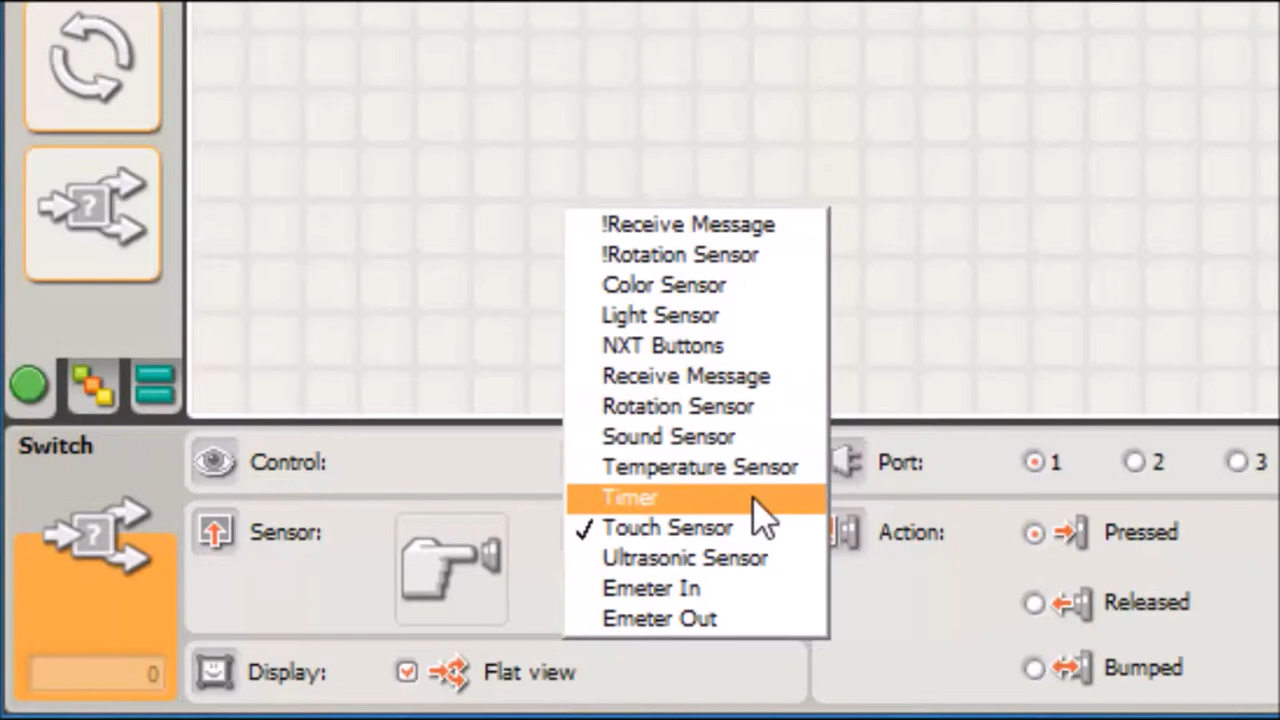 ?
!Receive Message
!Rotation Sensor
Color Sensor
Light Sensor
NXT Buttons
Receive Message
Rotation Sensor
Sound Sensor
Temperature Sensor
Timer
Touch Sensor
Ultrasonic Sensor
Emeter In
Emeter Out
Switch
?
0
Control:
Sensor:
Display:
Flat view
Port:
1 2 3
Action:
Pressed
Released
Bumped